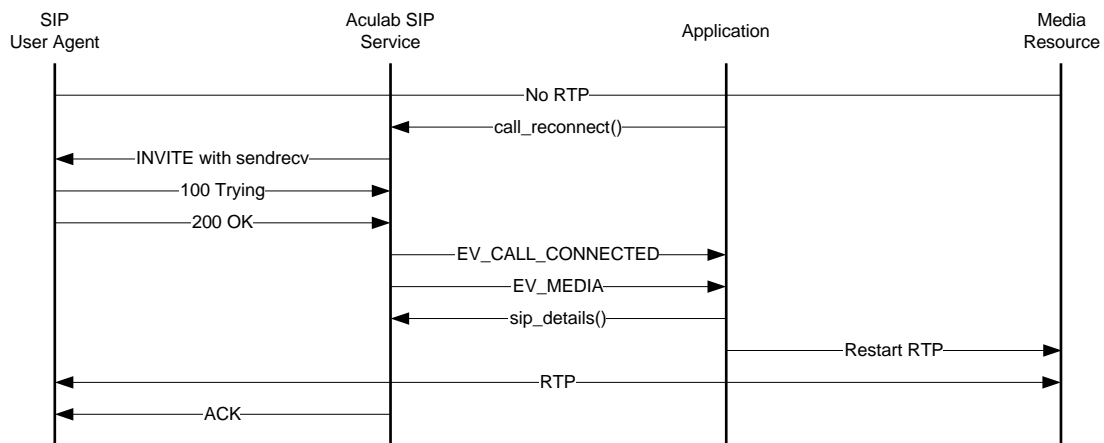 SIP
User Agent
Aculab SIP
Service
Application
Media
Resource
No RTP
call_reconnect()
INVITE with sendrecv
100 Trying
200 OK
EV_CALL_CONNECTED
EV_MEDIA
sip_details()
Restart RTP
RTP
ACK